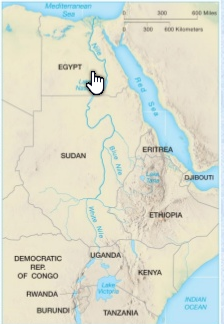 Mediterranean
Sea
0 300 600 Miles
0 300 600 Kilometers
EGYPT
Red Sea
SUDAN
Blue Nile
ERITREA
DJIBOUTI
Lake
Tana
ETHIOPIA
White Nile
UGANDA
DEMOCRATIC
REP.
OF CONGO
KENYA
RWANDA
Lake
Victoria
INDIAN
OCEAN
BURUNDI
TANZANIA